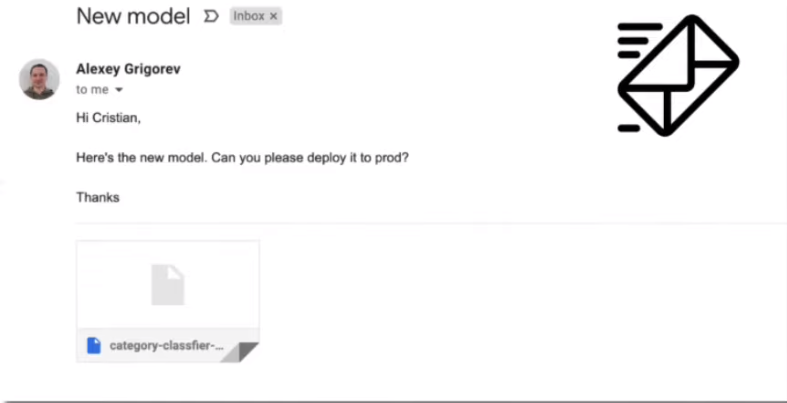 New model
Inbox ×
Alexey Grigorev
to me
Hi Cristian,
Here's the new model. Can you please deploy it to prod?
Thanks
category-classfier-...